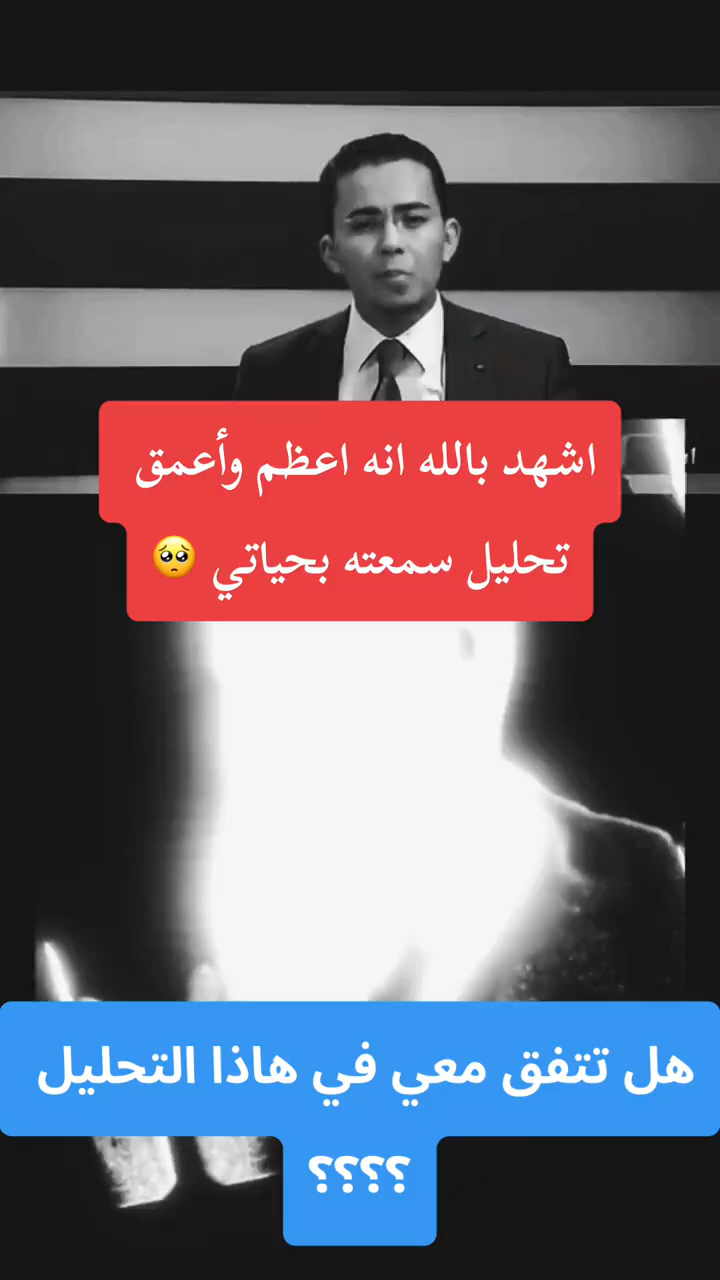 اشهد بالله انه اعظم وأعمق
تحليل سمعته بحياتي 🥺
هل تتفق معي في هاذا التحليل
؟؟؟؟